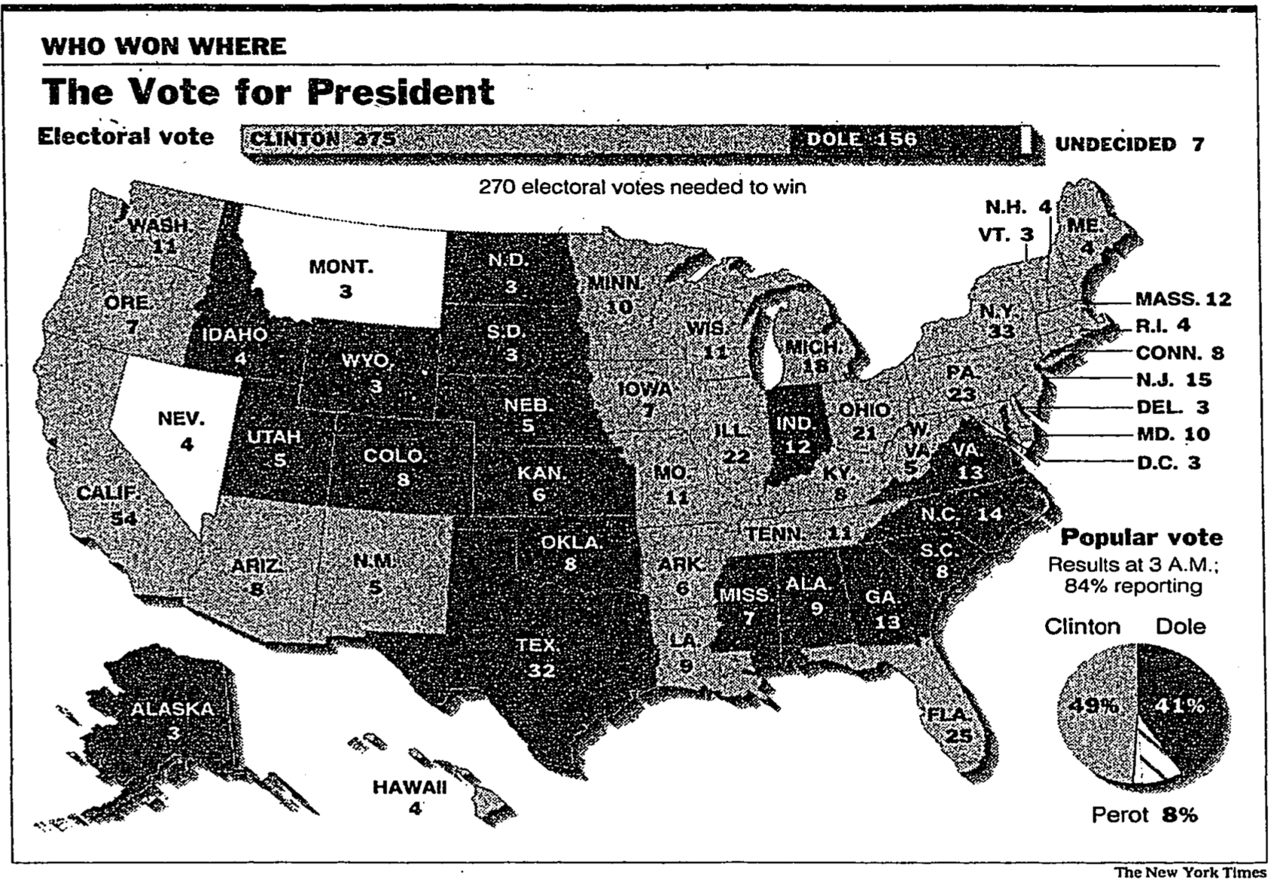 WHO WON WHERE
The Vote for President
Electoral vote
CLINTON 375
DOLE 156
UNDECIDED 7
270 electoral votes needed to win
WASH.
11
ORE.
7
CALIF.
54
NEV.
4
IDAHO
4
MONT.
3
WYO.
3
UTAH
5
COLO.
8
ARIZ.
8
N.M.
5
N.D.
3
S.D.
3
NEB.
5
KAN.
6
OKLA.
8
TEX.
32
MINN.
10
IOWA
7
MO.
11
ARK.
6
LA.
9
WIS.
11
ILL.
22
MICH.
18
IND.
12
OHIO
21
KY.
8
TENN. 11
MISS.
7
ALA.
9
GA.
13
FLA.
25
S.C.
8
N.C. 14
VA.
13
W.
VA.
5
PA.
23
N.Y.
33
ME.
4
N.H. 4
VT. 3
MASS. 12
R.I. 4
CONN. 8
N.J. 15
DEL. 3
MD. 10
D.C. 3
ALASKA
3
HAWAII
4
Popular vote
Results at 3 A.M.;
84% reporting
Clinton Dole
49% 41%
Perot 8%
The New York Times